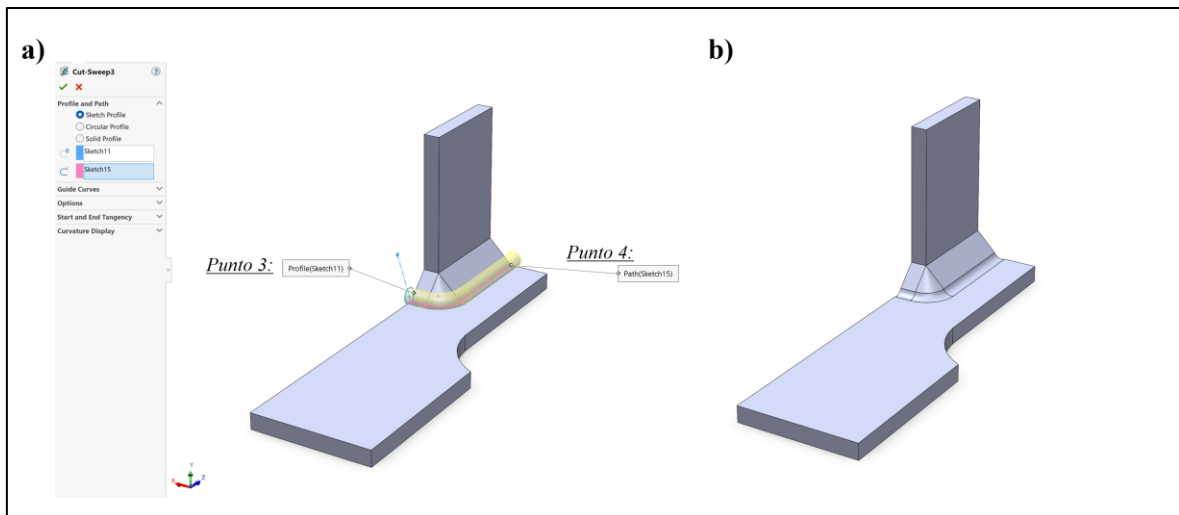 a)
b)
Cut-Sweep3
Profile and Path
Sketch Profile
Circular Profile
Solid Profile
Sketch11
Sketch15
Guide Curves
Options
Start and End Tangency
Curvature Display
Punto 3:
Profile(Sketch11)
Punto 4:
Path(Sketch15)
Y
X
Z